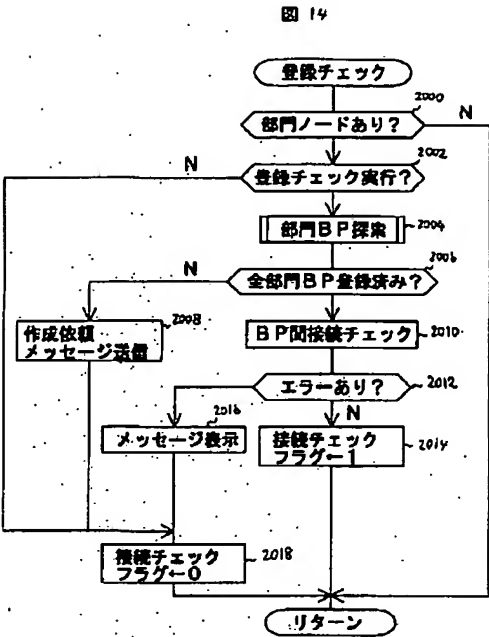 図 14
登録チェック
2000
部門ノードあり?
N
2002
N
登録チェック実行?
部門BP探索
2004
2006
N
全部門BP登録済み?
2008
作成依頼
メッセージ送信
BP間接続チェック
2010
エラーあり?
2012
2016
N
メッセージ表示
接続チェック
フラグ←1
2014
接続チェック
フラグ←0
2018
リターン